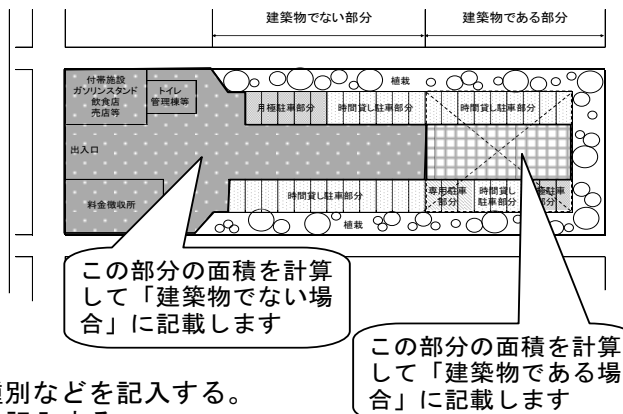 建築物でない部分
建築物である部分
付帯施設
ガソリンスタンド
飲食店
売店等
トイレ
管理棟等
植栽
月極駐車部分
時間貸し駐車部分
時間貸し駐車部分
出入口
料金徴収所
時間貸し駐車部分
専用駐車
部分
時間貸し
駐車部分
極駐車
部分
植栽
この部分の面積を計算
して「建築物でない場
合」に記載します
この部分の面積を計算
して「建築物である場
合」に記載します
別などを記入する。